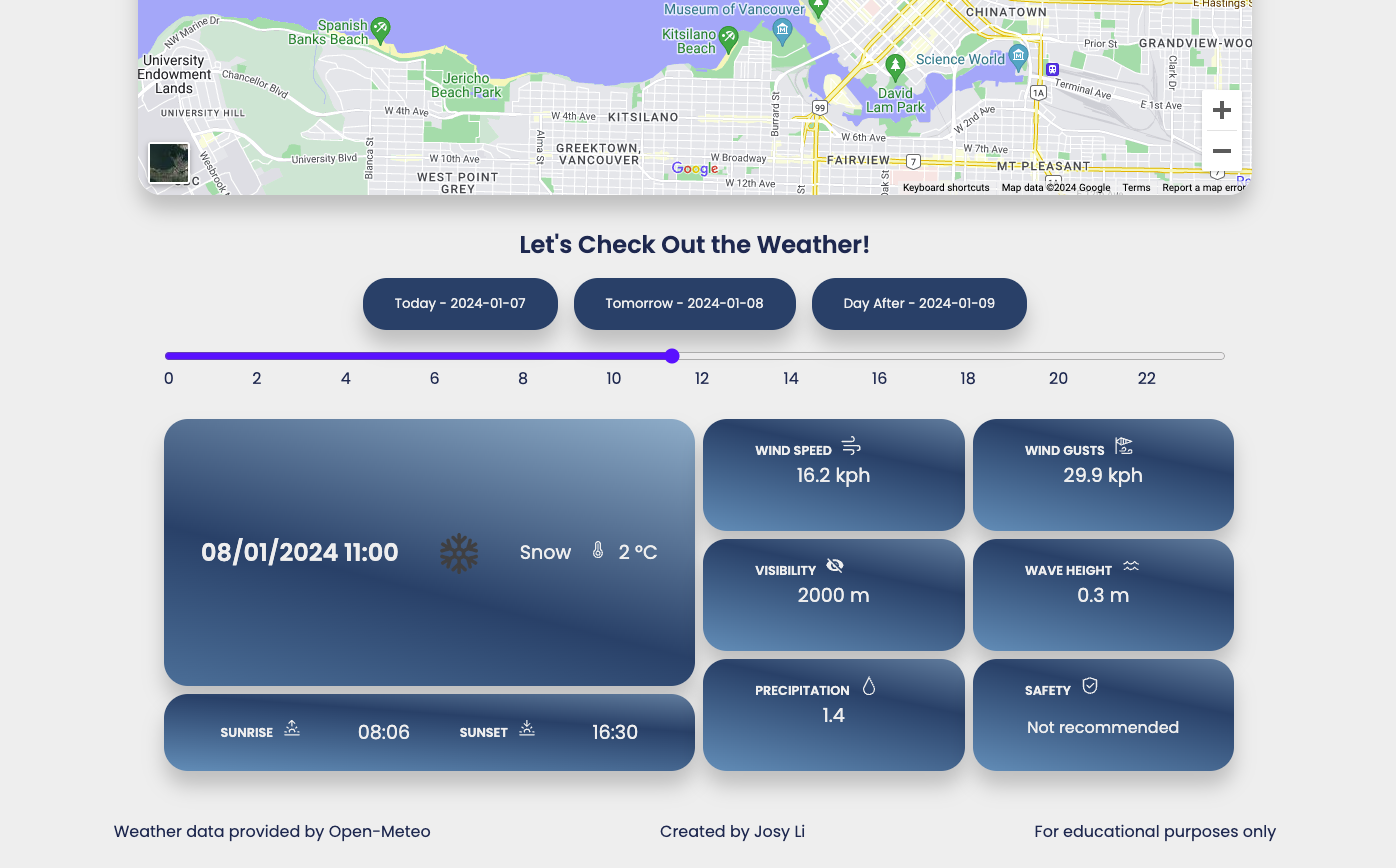 NW Marine Dr
Spanish
Banks Beach
Museum of Vancouver
Kitsilano
Beach
CHINATOWN
E Hastings S
Prior St
GRANDVIEW-WOO
University
Endowment
Lands
Chancellor Blvd
Jericho
Beach Park
Science World
Clark Dr
David
Lam Park
1A
Terminal Ave
E 1st Ave
UNIVERSITY HILL
W 4th Ave
W 4th Ave
KITSILANO
Burrard St
99
W 2nd Ave
W 6th Ave
University Blvd
Blanca St
W 10th Ave
Alma St
GREEKTOWN,
VANCOUVER
W Broadway
FAIRVIEW
7
W 7th Ave
MT PLEASANT
7
Wesbrook
WEST POINT
GREY
Google
W 12th Ave
St
Oak St
Keyboard shortcuts
Map data ©2024 Google
Terms
Report a map error
Let's Check Out the Weather!
Today - 2024-01-07
Tomorrow - 2024-01-08
Day After - 2024-01-09
0 2 4 6 8 10 12 14 16 18 20 22
08/01/2024 11:00
Snow
2 °C
WIND SPEED
16.2 kph
WIND GUSTS
29.9 kph
VISIBILITY
2000 m
WAVE HEIGHT
0.3 m
PRECIPITATION
1.4
SAFETY
Not recommended
SUNRISE
08:06
SUNSET
16:30
Weather data provided by Open-Meteo
Created by Josy Li
For educational purposes only